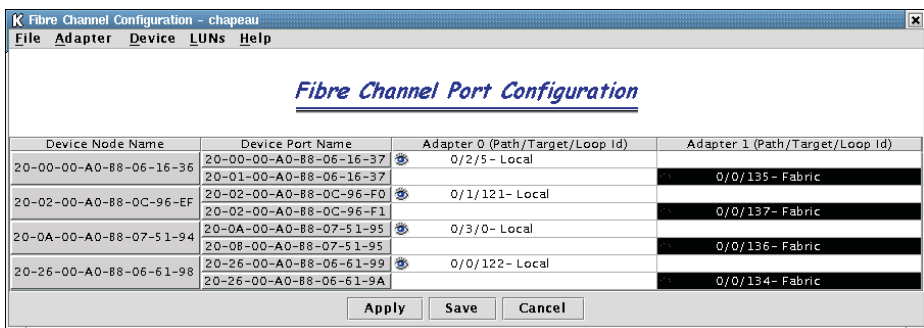 Fibre Channel Configuration - chapeau
File Adapter Device LUNs Help
Fibre Channel Port Configuration
Device Node Name Device Port Name Adapter 0 (Path/Target/Loop Id) Adapter 1 (Path/Target/Loop Id)
20-00-00-A0-B8-06-16-36 20-00-00-A0-B8-06-16-37 0/2/5- Local
20-01-00-A0-B8-06-16-37 0/0/135- Fabric
20-02-00-A0-B8-0C-96-EF 20-02-00-A0-B8-0C-96-F0 0/1/121- Local
20-02-00-A0-B8-0C-96-F1 0/0/137- Fabric
20-0A-00-A0-B8-07-51-94 20-0A-00-A0-B8-07-51-95 0/3/0- Local
20-0B-00-A0-B8-07-51-95 0/0/136- Fabric
20-26-00-A0-B8-06-61-98 20-26-00-A0-B8-06-61-99 0/0/122- Local
20-26-00-A0-B8-06-61-9A 0/0/134- Fabric
Apply Save Cancel